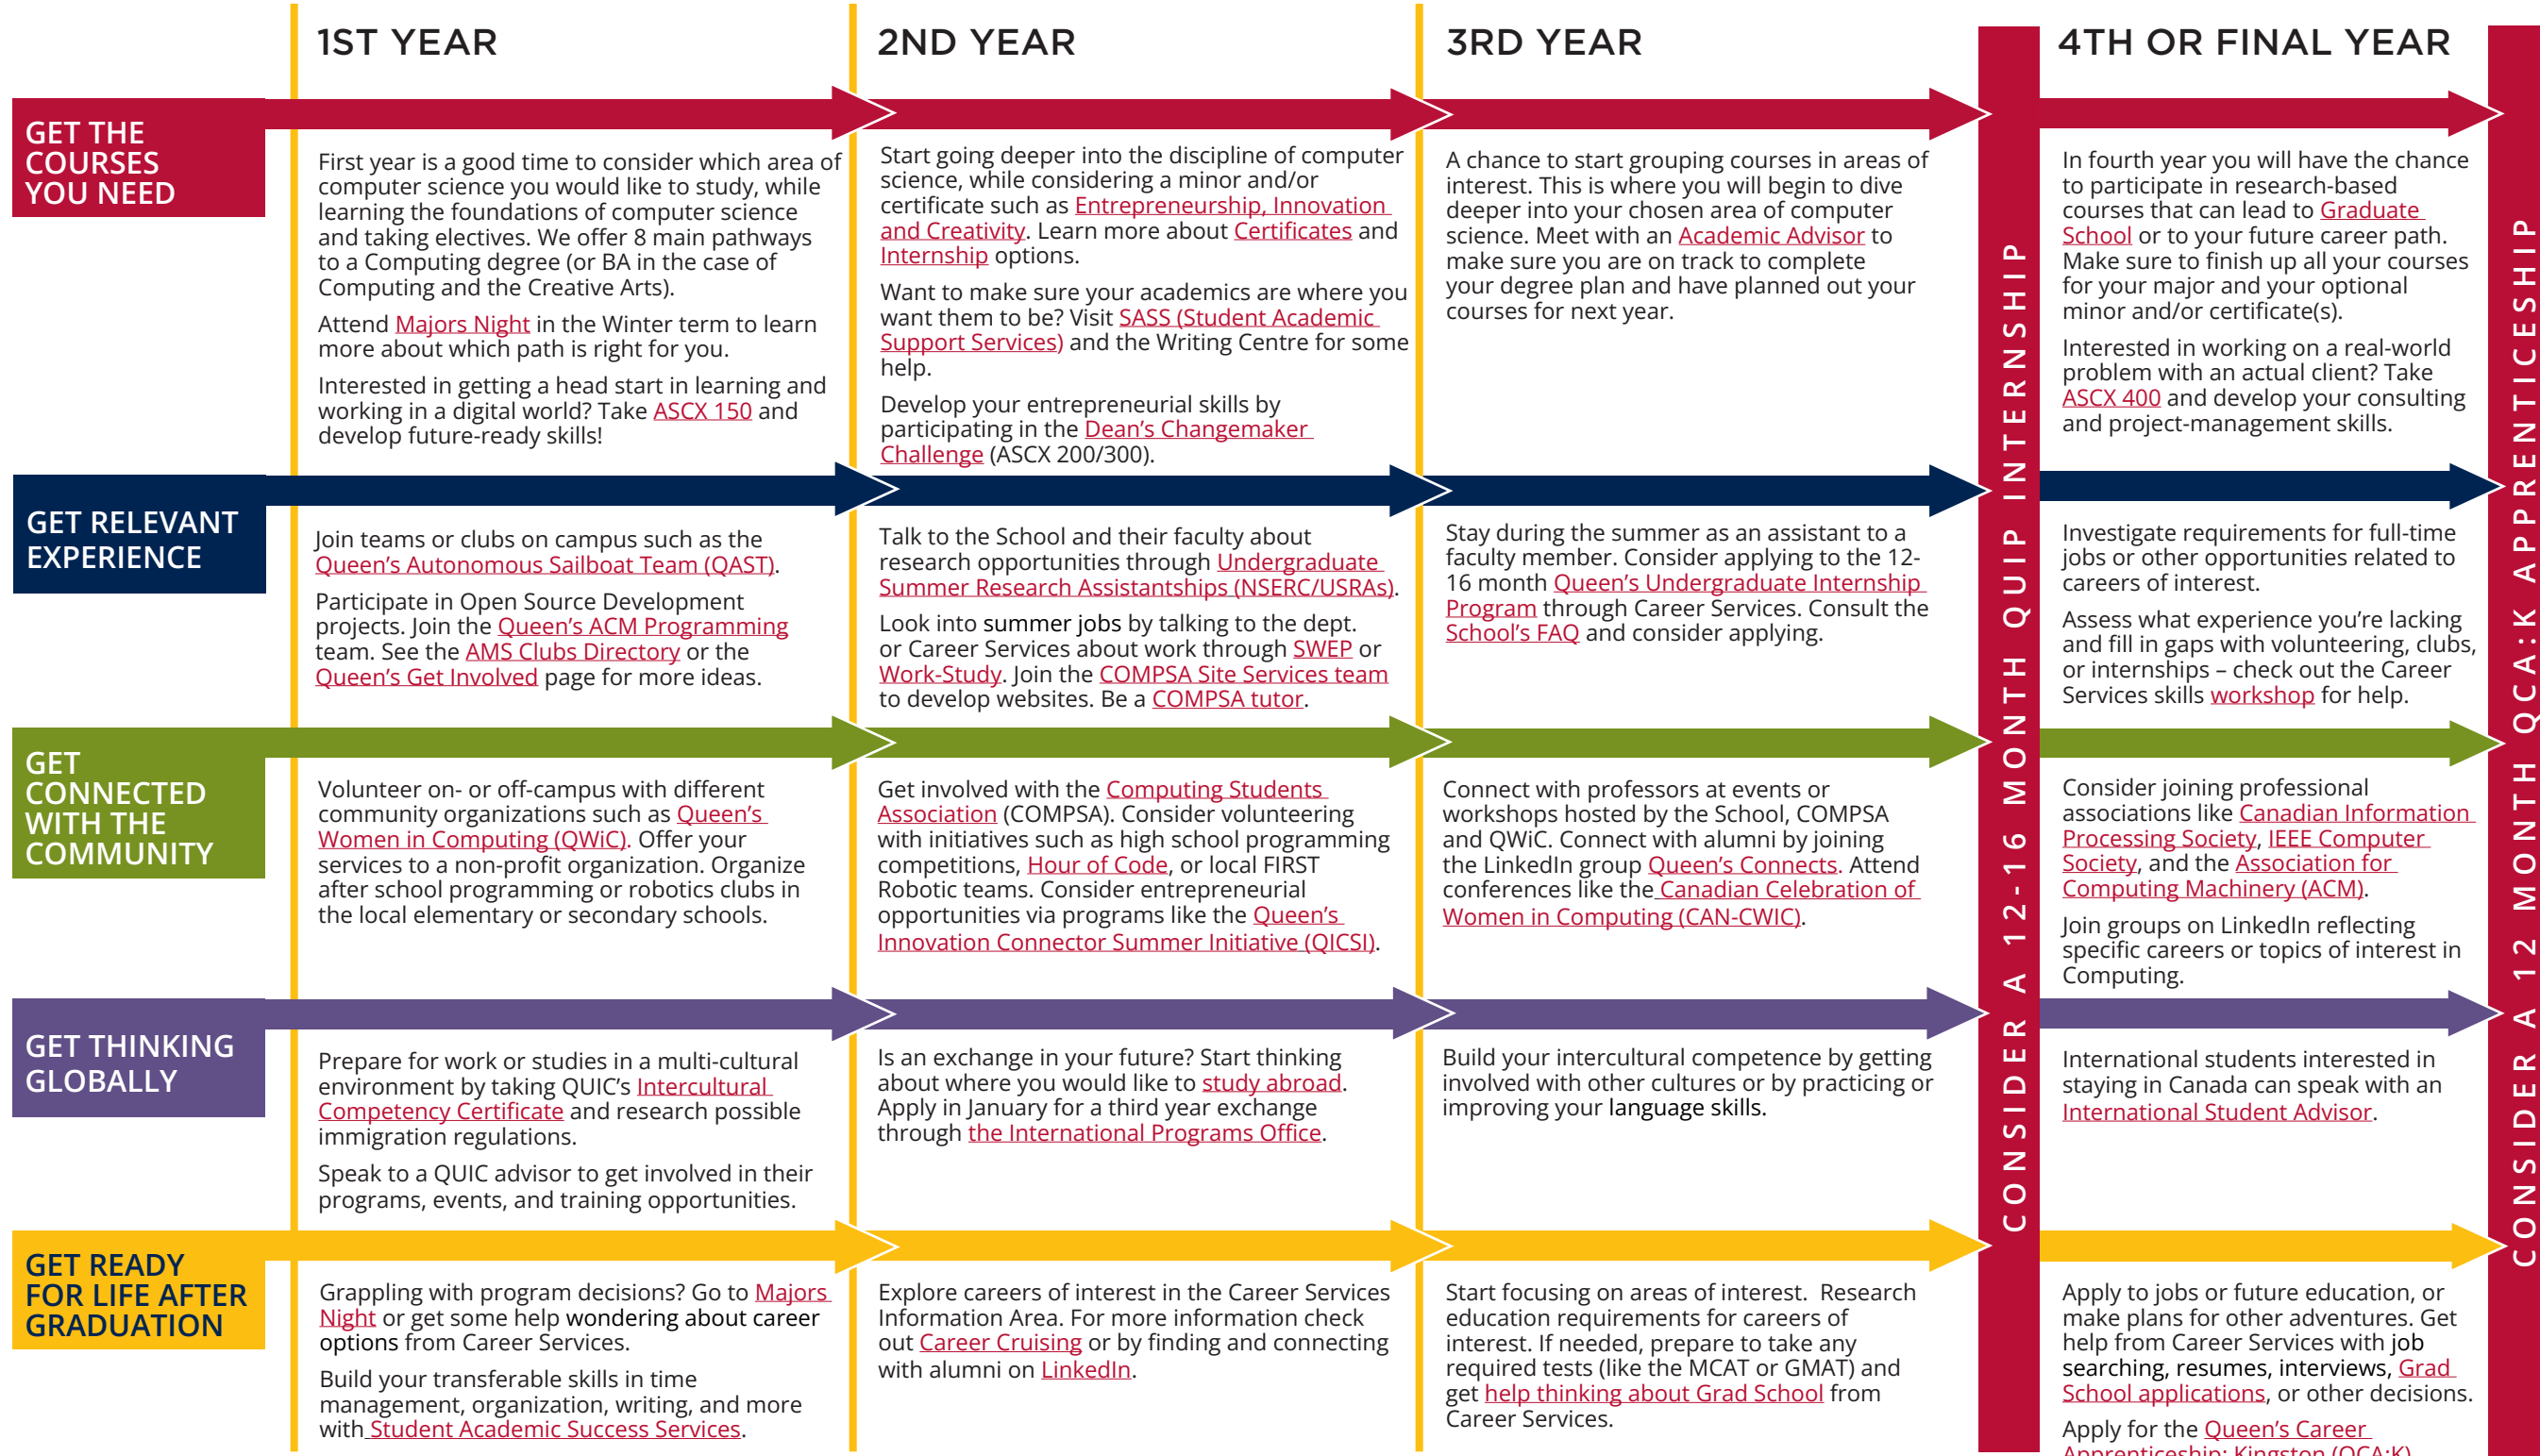 1ST YEAR
2ND YEAR
3RD YEAR
4TH OR FINAL YEAR
GET THE
COURSES
YOU NEED
First year is a good time to consider which area of
computer science you would like to study, while
learning the foundations of computer science
and taking electives. We offer 8 main pathways
to a Computing degree (or BA in the case of
Computing and the Creative Arts).
Attend Majors Night in the Winter term to learn
more about which path is right for you.
Interested in getting a head start in learning and
working in a digital world? Take ASCX 150 and
develop future-ready skills!
Start going deeper into the discipline of computer
science, while considering a minor and/or
certificate such as Entrepreneurship, Innovation
and Creativity. Learn more about Certificates and
Internship options.
Want to make sure your academics are where you
want them to be? Visit SASS (Student Academic
Support Services) and the Writing Centre for some
help.
Develop your entrepreneurial skills by
participating in the Dean’s Changemaker
Challenge (ASCX 200/300).
A chance to start grouping courses in areas of
interest. This is where you will begin to dive
deeper into your chosen area of computer
science. Meet with an Academic Advisor to
make sure you are on track to complete
your degree plan and have planned out your
courses for next year.
In fourth year you will have the chance
to participate in research-based
courses that can lead to Graduate
School or to your future career path.
Make sure to finish up all your courses
for your major and your optional
minor and/or certificate(s).
Interested in working on a real-world
problem with an actual client? Take
ASCX 400 and develop your consulting
and project-management skills.
GET RELEVANT
EXPERIENCE
Join teams or clubs on campus such as the
Queen’s Autonomous Sailboat Team (QAST).
Participate in Open Source Development
projects. Join the Queen’s ACM Programming
team. See the AMS Clubs Directory or the
Queen’s Get Involved page for more ideas.
Talk to the School and their faculty about
research opportunities through Undergraduate
Summer Research Assistantships (NSERC/USRAs).
Look into summer jobs by talking to the dept.
or Career Services about work through SWEP or
Work-Study. Join the COMPSA Site Services team
to develop websites. Be a COMPSA tutor.
Stay during the summer as an assistant to a
faculty member. Consider applying to the 12-
16 month Queen’s Undergraduate Internship
Program through Career Services. Consult the
School’s FAQ and consider applying.
Investigate requirements for full-time
jobs or other opportunities related to
careers of interest.
Assess what experience you’re lacking
and fill in gaps with volunteering, clubs,
or internships – check out the Career
Services skills workshop for help.
GET
CONNECTED
WITH THE
COMMUNITY
Volunteer on- or off-campus with different
community organizations such as Queen’s
Women in Computing (QWiC). Offer your
services to a non-profit organization. Organize
after school programming or robotics clubs in
the local elementary or secondary schools.
Get involved with the Computing Students
Association (COMPSA). Consider volunteering
with initiatives such as high school programming
competitions, Hour of Code, or local FIRST
Robotic teams. Consider entrepreneurial
opportunities via programs like the Queen’s
Innovation Connector Summer Initiative (QICSI).
Connect with professors at events or
workshops hosted by the School, COMPSA
and QWiC. Connect with alumni by joining
the LinkedIn group Queen’s Connects. Attend
conferences like the Canadian Celebration of
Women in Computing (CAN-CWIC).
Consider joining professional
associations like Canadian Information
Processing Society, IEEE Computer
Society, and the Association for
Computing Machinery (ACM).
Join groups on LinkedIn reflecting
specific careers or topics of interest in
Computing.
GET THINKING
GLOBALLY
Prepare for work or studies in a multi-cultural
environment by taking QUIC’s Intercultural
Competency Certificate and research possible
immigration regulations.
Speak to a QUIC advisor to get involved in their
programs, events, and training opportunities.
Is an exchange in your future? Start thinking
about where you would like to study abroad.
Apply in January for a third year exchange
through the International Programs Office.
Build your intercultural competence by getting
involved with other cultures or by practicing or
improving your language skills.
International students interested in
staying in Canada can speak with an
International Student Advisor.
GET READY
FOR LIFE AFTER
GRADUATION
Grappling with program decisions? Go to Majors
Night or get some help wondering about career
options from Career Services.
Build your transferable skills in time
management, organization, writing, and more
with Student Academic Success Services.
Explore careers of interest in the Career Services
Information Area. For more information check
out Career Cruising or by finding and connecting
with alumni on LinkedIn.
Start focusing on areas of interest. Research
education requirements for careers of
interest. If needed, prepare to take any
required tests (like the MCAT or GMAT) and
get help thinking about Grad School from
Career Services.
Apply to jobs or future education, or
make plans for other adventures. Get
help from Career Services with job
searching, resumes, interviews, Grad
School applications, or other decisions.
Apply for the Queen’s Career
Apprenticeship: Kingston (QCA:K)
CONSIDER A 12-16 MONTH QUIP INTERNSHIP
CONSIDER A 12 MONTH QCA:K APPRENTICESHIP